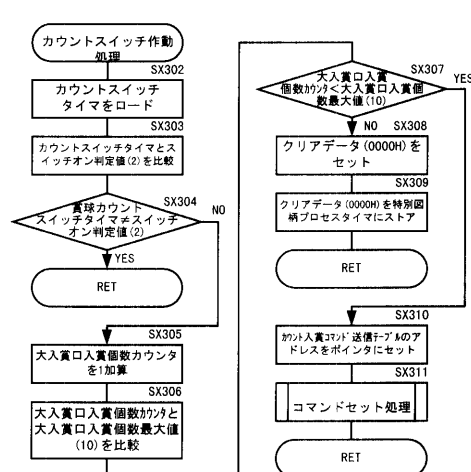 カウントスイッチ作動
処理
SX302
カウントスイッチ
タイマをロード
SX303
カウントスイッチタイマとス
イッチオン判定値(2)を比較
SX304
賞球カウント
スイッチタイマ≠スイッチ
オン判定値(2)
NO
YES
RET
SX305
大入賞口入賞個数カウンタ
を1加算
SX306
大入賞口入賞個数カウンタと
大入賞口入賞個数最大値
(10)を比較
SX307
大入賞口入賞
個数カウンタ<大入賞口入賞個
数最大値(10)
YES
NO
SX308
クリアデータ(0000H)を
セット
SX309
クリアデータ(0000H)を特別図
柄プロセスタイマにストア
RET
SX310
カウント入賞コマンド送信テーブルのア
ドレスをポインタにセット
SX311
コマンドセット処理
RET